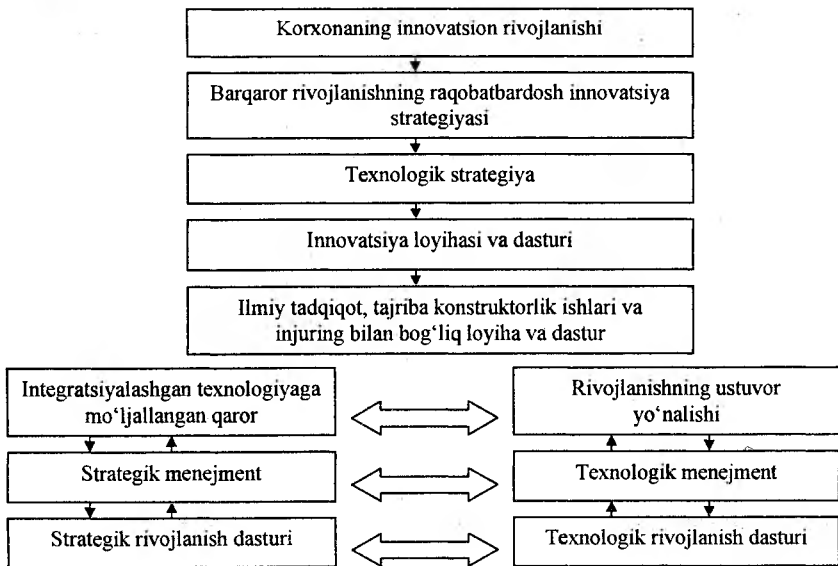 Korxonaning innovatsion rivojlanishi
Barqaror rivojlanishning raqobatbardosh innovatsiya
strategiyasi
Texnologik strategiya
Innovatsiya loyihasi va dasturi
Ilmiy tadqiqot, tajriba konstruktorlik ishlari va
injuring bilan bog‘liq loyiha va dastur
Integratsiyalashgan texnologiyaga
mo‘ljallangan qaror
Rivojlanishning ustuvor
yo‘nalishi
Strategik menejment
Texnologik menejment
Strategik rivojlanish dasturi
Texnologik rivojlanish dasturi